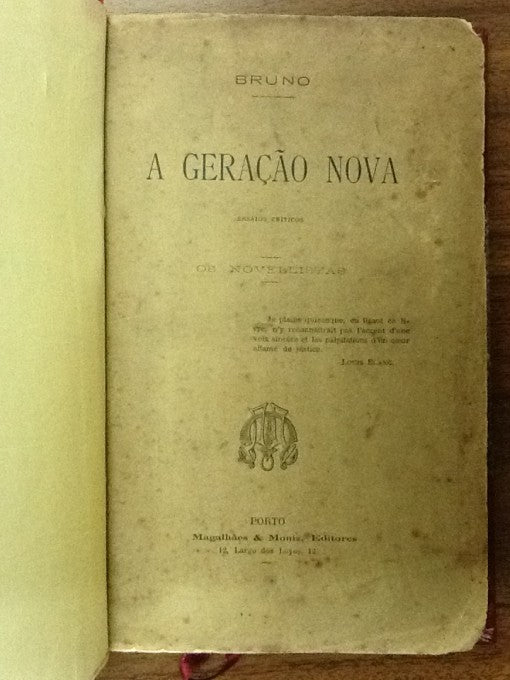 BRUNO
A GERAÇÃO NOVA
ENSAIOS CRITICOS
OS NOVELLISTAS
Je plains quiconque, en lisant ce li-
vre, n'y reconnaîtrait pas l'accent d'une
voix sincère et les palpitations d'un cœur
affamé de justice.
LOUIS BLANC.
PORTO
Magalhães & Moniz, Editores
12, Largo dos Loyos, 14